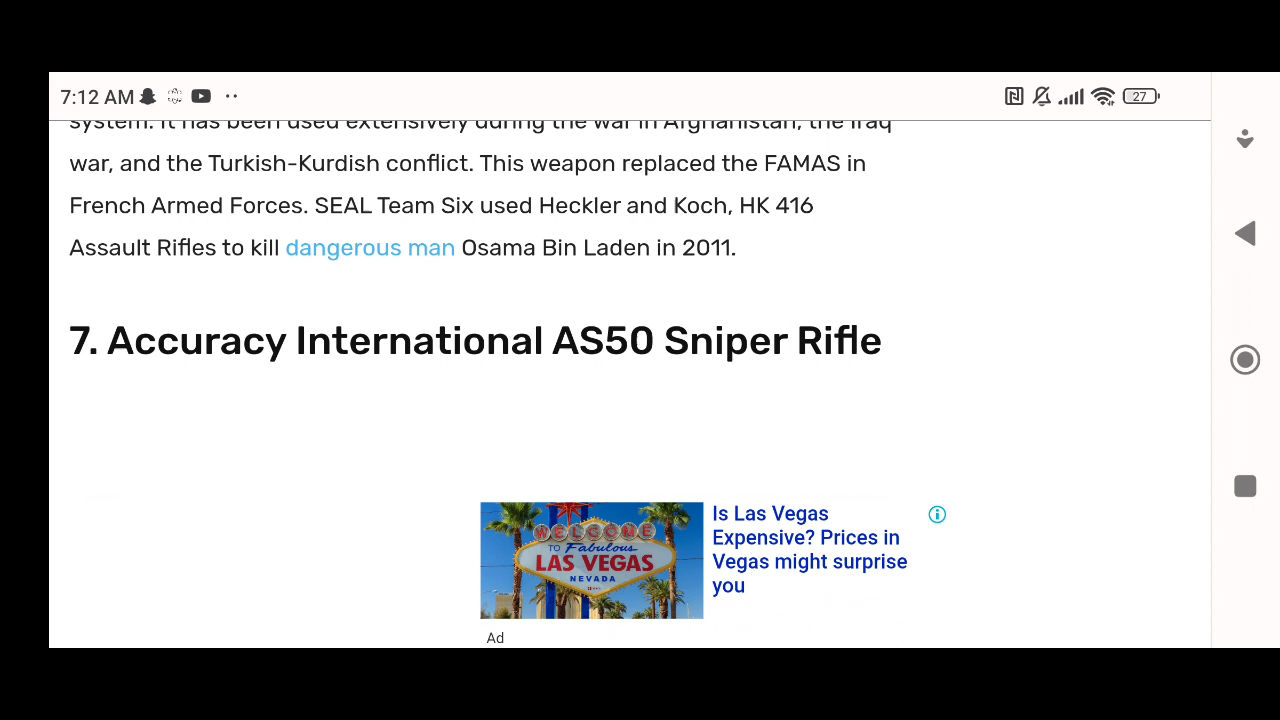 7:12 AM
27
system. It has been used extensively during the war in Afghanistan, the Iraq
war, and the Turkish-Kurdish conflict. This weapon replaced the FAMAS in
French Armed Forces. SEAL Team Six used Heckler and Koch, HK 416
Assault Rifles to kill dangerous man Osama Bin Laden in 2011.
7. Accuracy International AS50 Sniper Rifle
WELCOME
TO Fabulous
LAS VEGAS
NEVADA
Is Las Vegas
Expensive? Prices in
Vegas might surprise
you
Ad